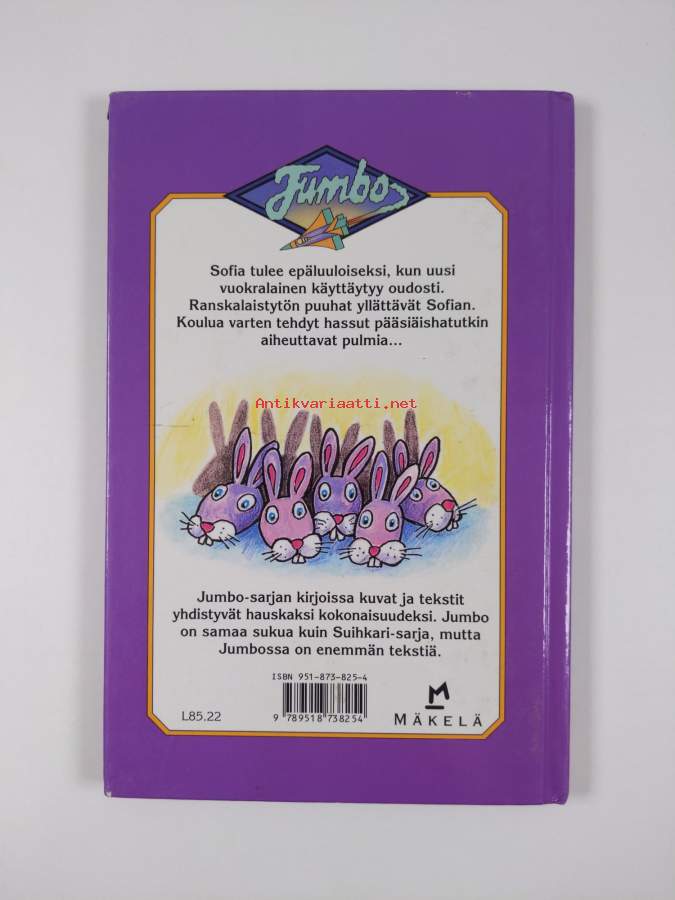 Jumbo
Sofia tulee epäluuloiseksi, kun uusi
vuokralainen käyttäytyy oudosti.
Ranskalaistytön puuhat yllättävät Sofian.
Koulua varten tehdyt hassut pääsiäishatutkin
aiheuttavat pulmia...
Antikvariaatti.net
Jumbo-sarjan kirjoissa kuvat ja tekstit
yhdistyvät hauskaksi kokonaisuudeksi. Jumbo
on samaa sukua kuin Suihkari-sarja, mutta
Jumbossa on enemmän tekstiä.
ISBN 951-873-825-4
L85.22
9 789518 738254
M
MÄKELÄ